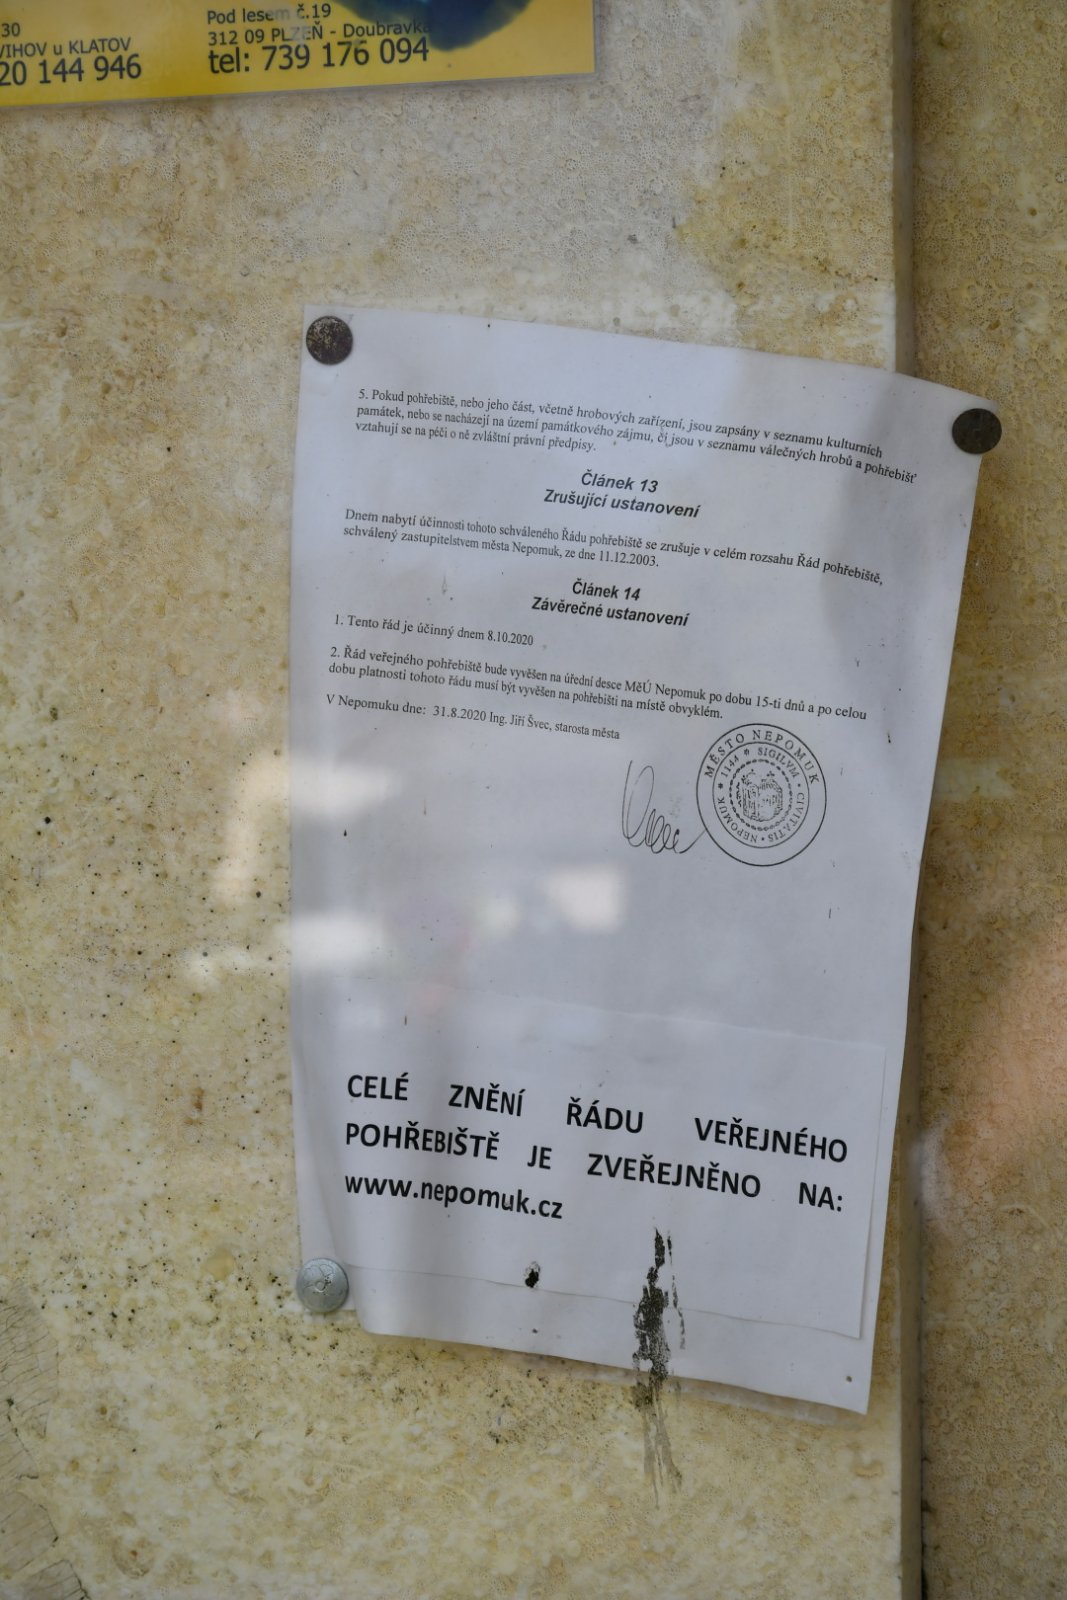 30
VIHOV u KLATOV
20 144 946
Pod lesem č.19
312 09 PLZEŇ - Doubravka
tel: 739 176 094
5. Pokud pohřebiště, nebo jeho část, včetně hrobových zařízení, jsou zapsány v seznamu kulturních
památek, nebo se nacházejí na území památkového zájmu, či jsou v seznamu válečných hrobů a pohřebišť
vztahují se na péči o ně zvláštní právní předpisy.
Článek 13
Zrušující ustanovení
Dnem nabytí účinnosti tohoto schváleného Řádu pohřebiště se zrušuje v celém rozsahu Řád pohřebiště,
schválený zastupitelstvem města Nepomuk, ze dne 11.12.2003.
Článek 14
Závěrečné ustanovení
1. Tento řád je účinný dnem 8.10.2020
2. Řád veřejného pohřebiště bude vyvěšen na úřední desce MěÚ Nepomuk po dobu 15-ti dnů a po celou
dobu platnosti tohoto řádu musí být vyvěšen na pohřebišti na místě obvyklém.
V Nepomuku dne: 31.8.2020 Ing. Jiří Švec, starosta města
MĚSTO NEPOMUK
1144 * SIGILVM • CIVITATIS • NEPOMUK *
CELÉ ZNĚNÍ ŘÁDU VEŘEJNÉHO
POHŘEBIŠTĚ JE ZVEŘEJNĚNO NA:
www.nepomuk.cz